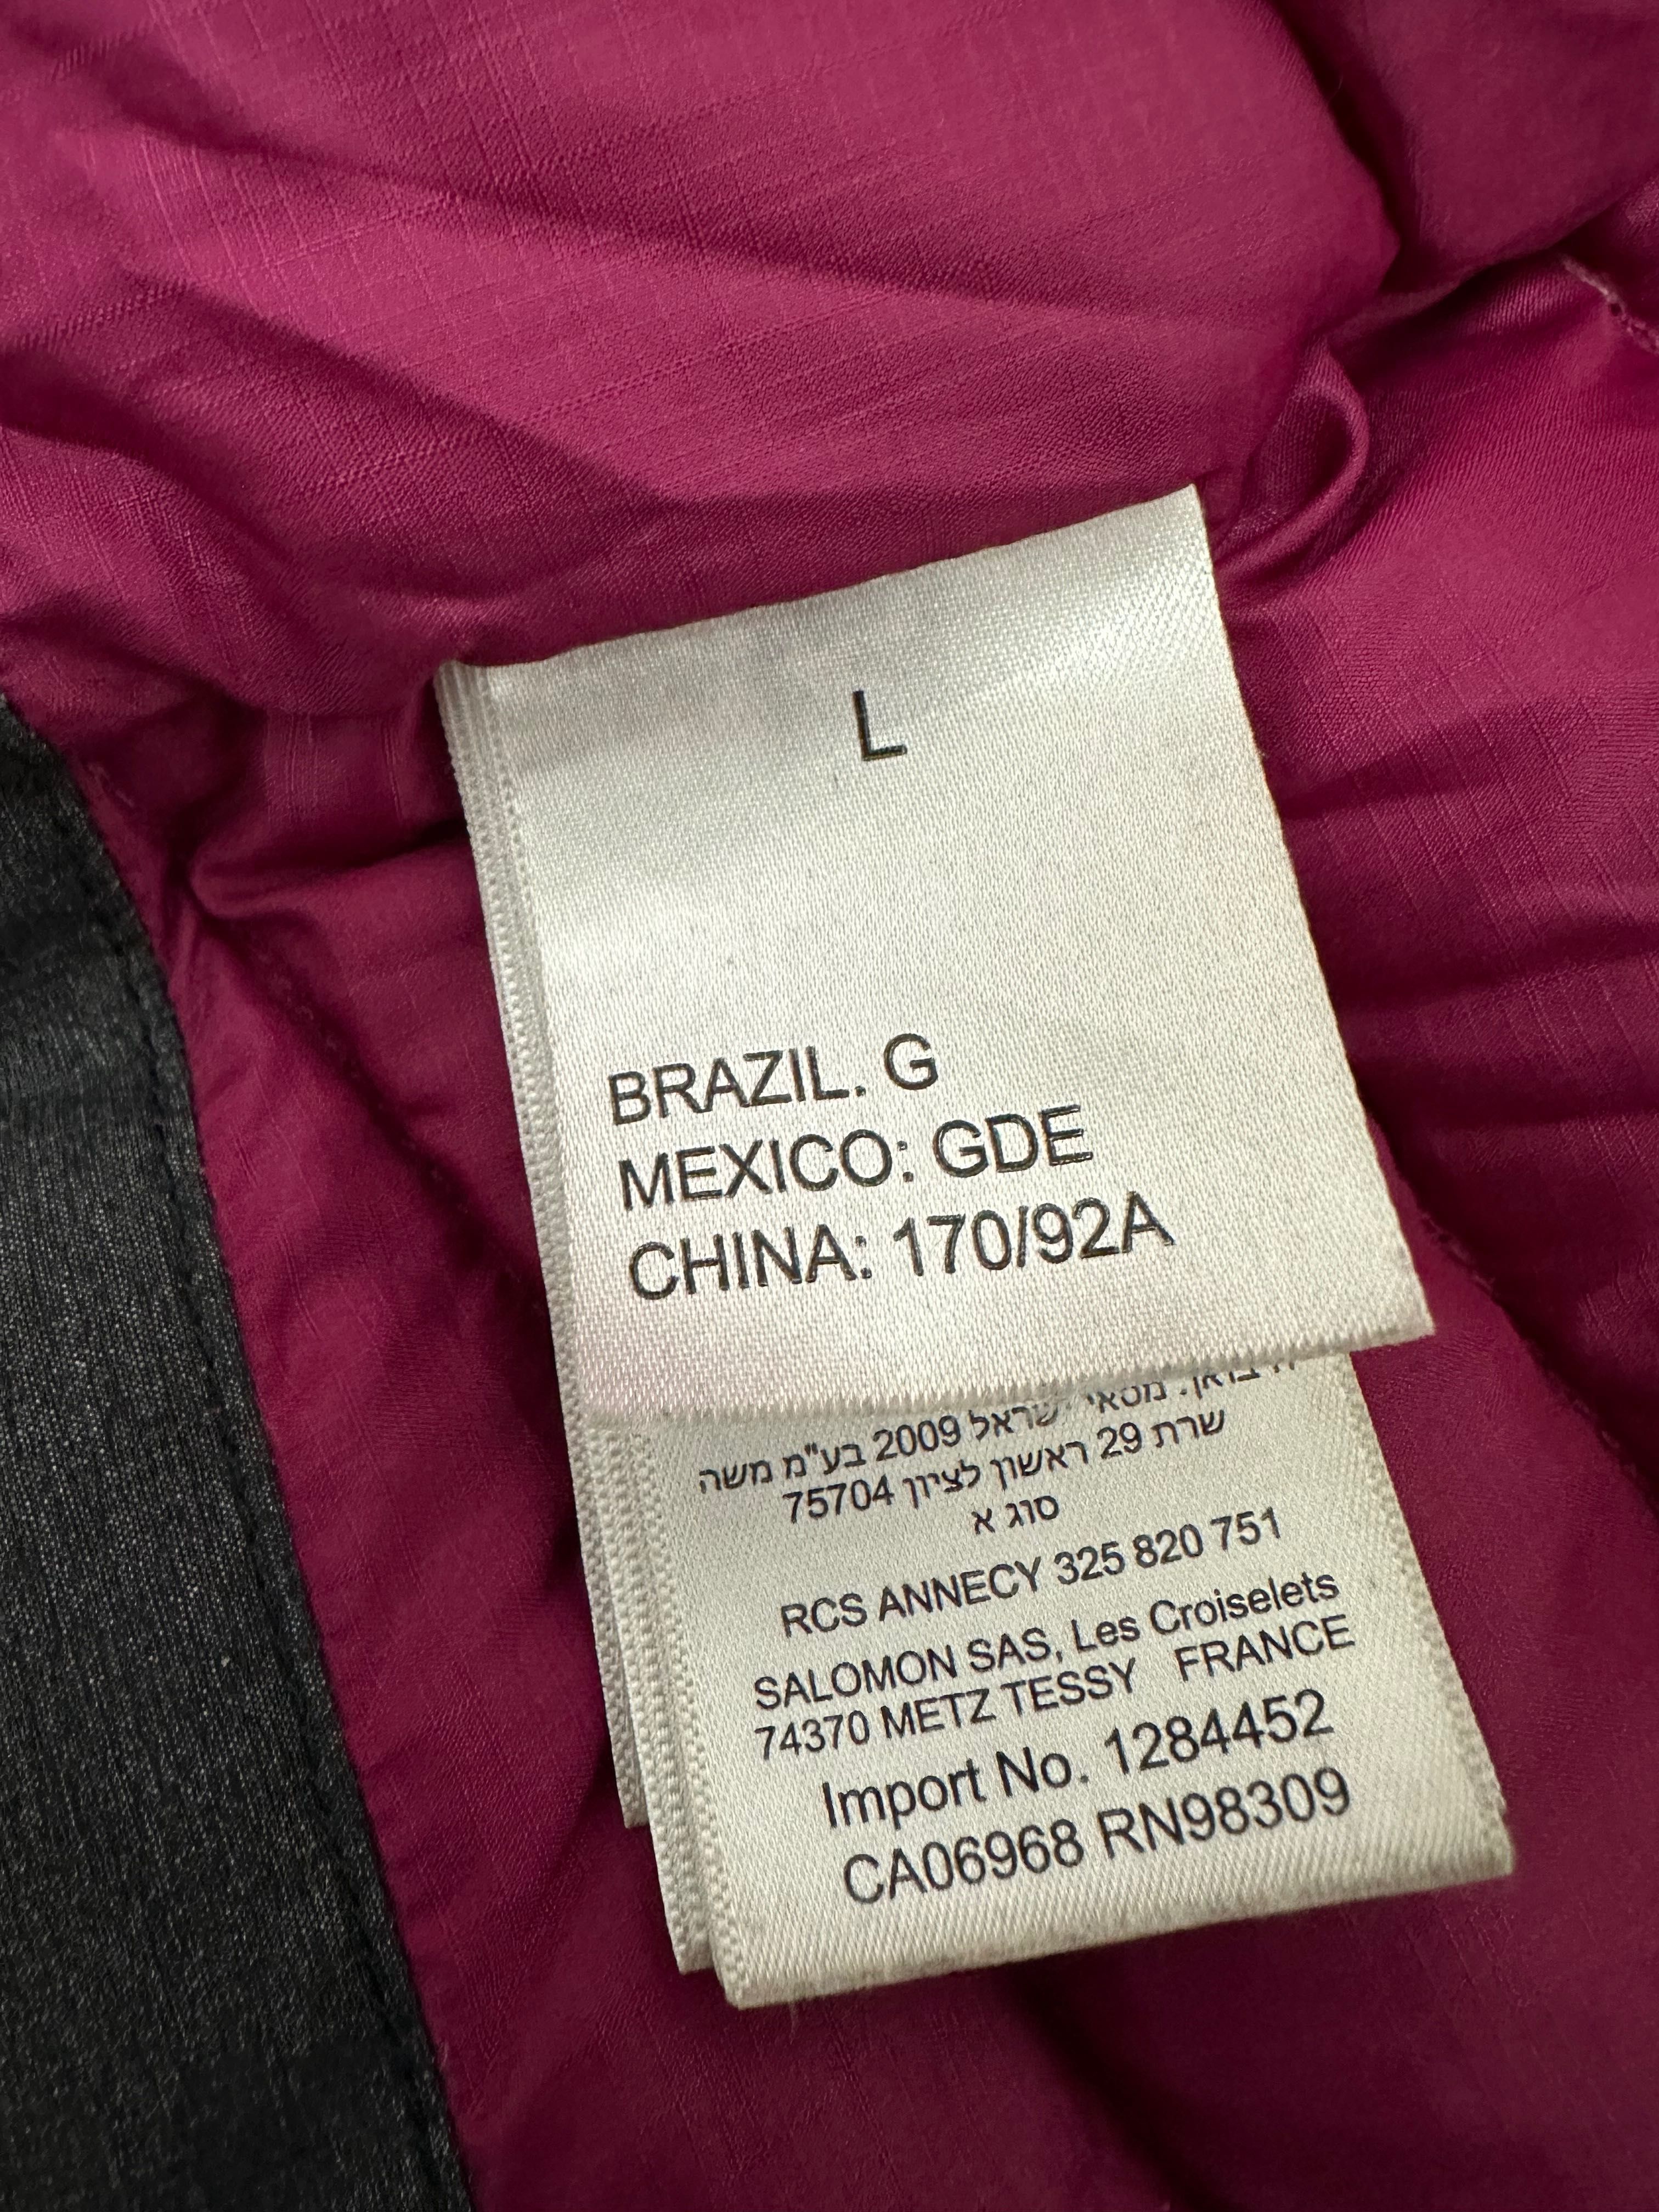 L
BRAZIL. G
MEXICO: GDE
CHINA: 170/92A
ישראל 2009 בע"מ משה
שרת 29 ראשון לציון 75704
סוג א
RCS ANNECY 325 820 751
SALOMON SAS, Les Croiselets
74370 METZ TESSY FRANCE
Import No. 1284452
CA06968 RN98309